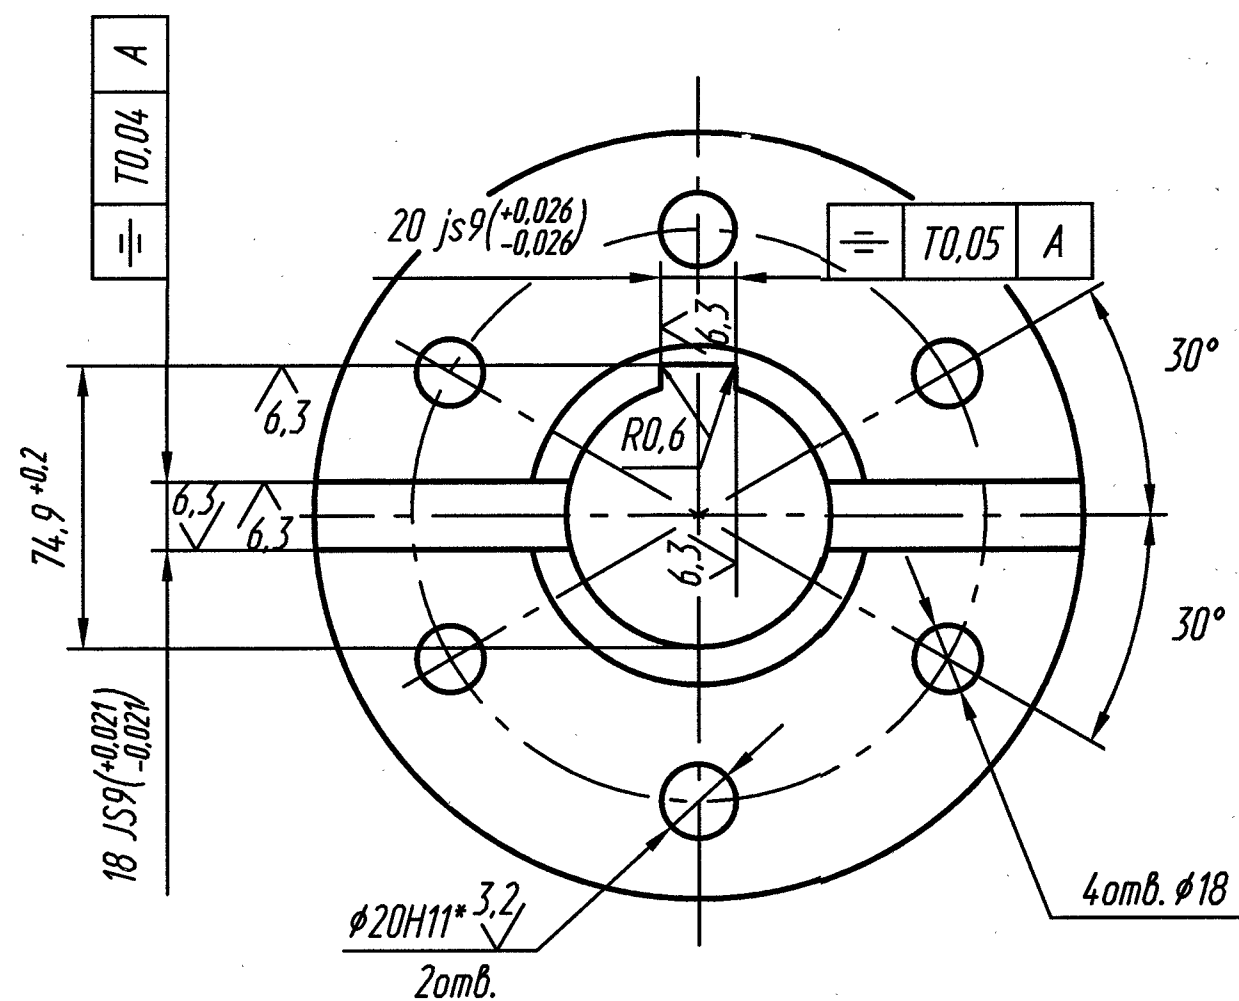 A
T0,04
20 js9(+0,026
-0,026)
T0,05
A
6,3
30°
6,3
R0,6
74,9 +0,2
6,3
6,3
6,3
30°
18 JS9(+0,021
-0,021)
ϕ20H11* 3,2
2отв.
4отв. ϕ18